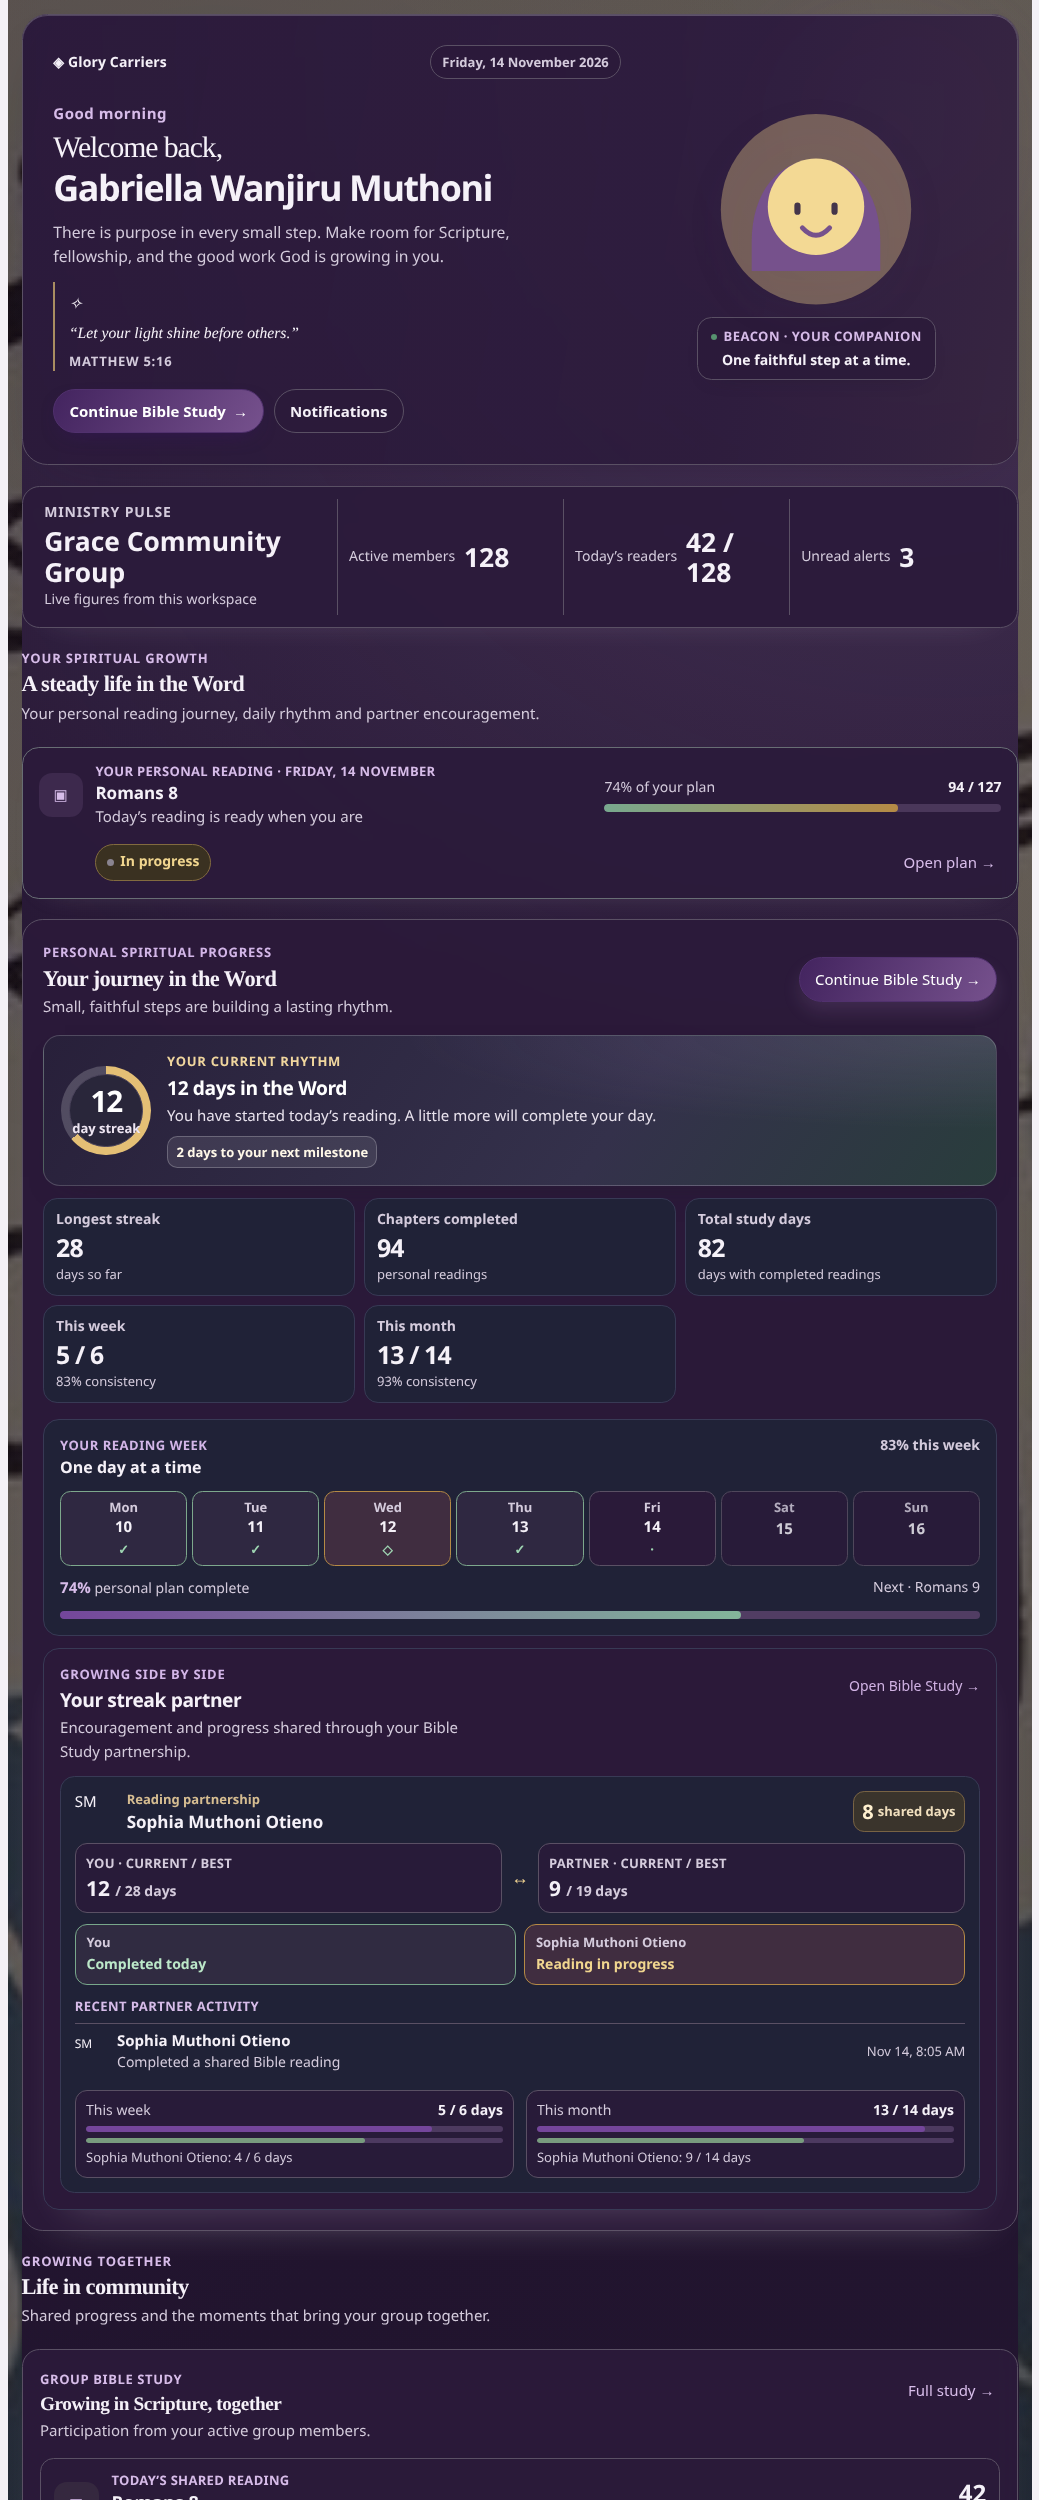 ◈ Glory Carriers
Friday, 14 November 2026
Good morning
Welcome back,
Gabriella Wanjiru Muthoni
There is purpose in every small step. Make room for Scripture,
fellowship, and the good work God is growing in you.
✧
“Let your light shine before others.”
MATTHEW 5:16
Continue Bible Study →
Notifications
BEACON · YOUR COMPANION
One faithful step at a time.
MINISTRY PULSE
Grace Community
Group
Live figures from this workspace
Active members 128
Today’s readers 42 /
128
Unread alerts 3
YOUR SPIRITUAL GROWTH
A steady life in the Word
Your personal reading journey, daily rhythm and partner encouragement.
YOUR PERSONAL READING · FRIDAY, 14 NOVEMBER
Romans 8
Today’s reading is ready when you are
In progress
74% of your plan 94 / 127
Open plan →
PERSONAL SPIRITUAL PROGRESS
Your journey in the Word
Small, faithful steps are building a lasting rhythm.
Continue Bible Study →
12
day streak
YOUR CURRENT RHYTHM
12 days in the Word
You have started today’s reading. A little more will complete your day.
2 days to your next milestone
Longest streak
28
days so far
Chapters completed
94
personal readings
Total study days
82
days with completed readings
This week
5 / 6
83% consistency
This month
13 / 14
93% consistency
YOUR READING WEEK
One day at a time
83% this week
Mon
10
✓
Tue
11
✓
Wed
12
◇
Thu
13
✓
Fri
14
·
Sat
15
Sun
16
74% personal plan complete
Next · Romans 9
GROWING SIDE BY SIDE
Your streak partner
Encouragement and progress shared through your Bible
Study partnership.
Open Bible Study →
SM
Reading partnership
Sophia Muthoni Otieno
8 shared days
YOU · CURRENT / BEST
12 / 28 days
↔
PARTNER · CURRENT / BEST
9 / 19 days
You
Completed today
Sophia Muthoni Otieno
Reading in progress
RECENT PARTNER ACTIVITY
SM
Sophia Muthoni Otieno
Completed a shared Bible reading
Nov 14, 8:05 AM
This week 5 / 6 days
Sophia Muthoni Otieno: 4 / 6 days
This month 13 / 14 days
Sophia Muthoni Otieno: 9 / 14 days
GROWING TOGETHER
Life in community
Shared progress and the moments that bring your group together.
GROUP BIBLE STUDY
Growing in Scripture, together
Participation from your active group members.
Full study →
TODAY’S SHARED READING
Romans 8
42